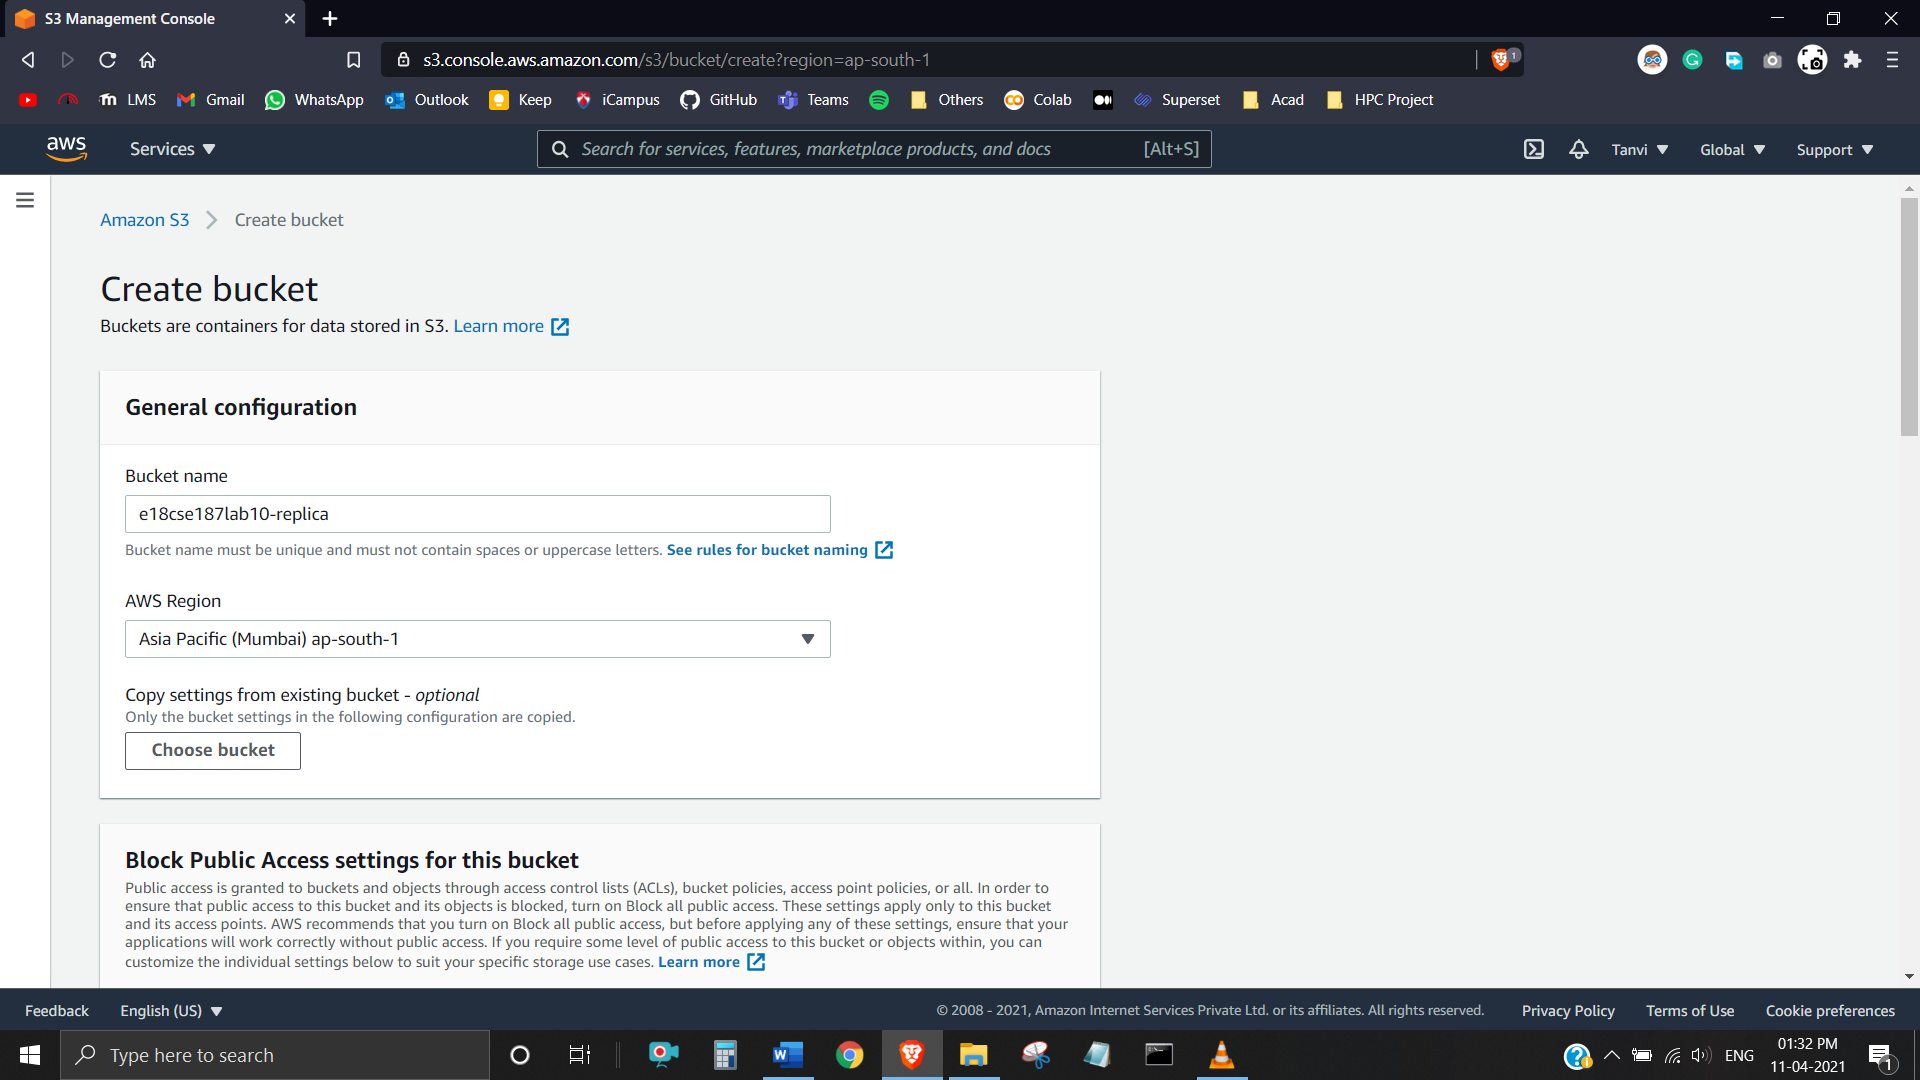 S3 Management Console
s3.console.aws.amazon.com/s3/bucket/create?region=ap-south-1
1
LMS Gmail WhatsApp Outlook Keep iCampus GitHub Teams Others Colab Superset Acad HPC Project
aws Services Search for services, features, marketplace products, and docs [Alt+S] Tanvi Global Support
Amazon S3 Create bucket
Create bucket
Buckets are containers for data stored in S3. Learn more
General configuration
Bucket name
e18cse187lab10-replica
Bucket name must be unique and must not contain spaces or uppercase letters. See rules for bucket naming
AWS Region
Asia Pacific (Mumbai) ap-south-1
Copy settings from existing bucket - optional
Only the bucket settings in the following configuration are copied.
Choose bucket
Block Public Access settings for this bucket
Public access is granted to buckets and objects through access control lists (ACLs), bucket policies, access point policies, or all. In order to
ensure that public access to this bucket and its objects is blocked, turn on Block all public access. These settings apply only to this bucket
and its access points. AWS recommends that you turn on Block all public access, but before applying any of these settings, ensure that your
applications will work correctly without public access. If you require some level of public access to this bucket or objects within, you can
customize the individual settings below to suit your specific storage use cases. Learn more
Feedback English (US) © 2008 - 2021, Amazon Internet Services Private Ltd. or its affiliates. All rights reserved. Privacy Policy Terms of Use Cookie preferences
Type here to search ENG 01:32 PM
11-04-2021 1